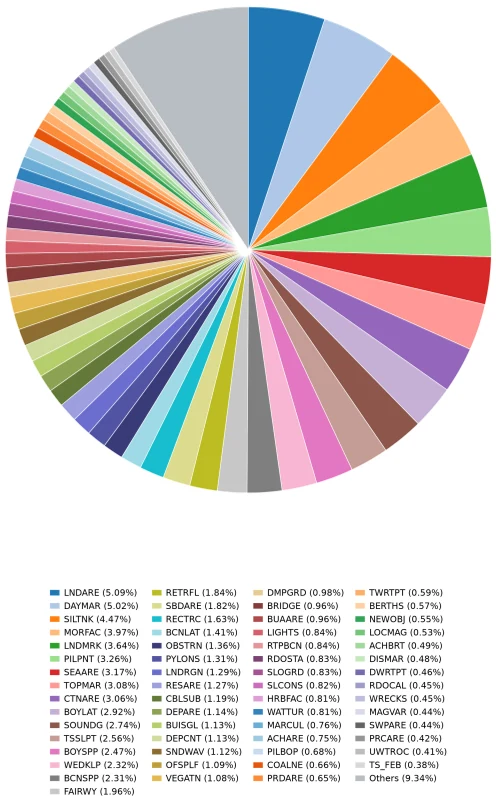 LNDARE (5.09%)
DAYMAR (5.02%)
SILTNK (4.47%)
MORFAC (3.97%)
LNDMRK (3.64%)
PILPNT (3.26%)
SEAARE (3.17%)
TOPMAR (3.08%)
CTNARE (3.06%)
BOYLAT (2.92%)
SOUNDG (2.74%)
TSSLPT (2.56%)
BOYSPP (2.47%)
WEDKLP (2.32%)
BCNSPP (2.31%)
FAIRWY (1.96%)
RETRFL (1.84%)
SBDARE (1.82%)
RECTRC (1.63%)
BCNLAT (1.41%)
OBSTRN (1.36%)
PYLONS (1.31%)
LNDRGN (1.29%)
RESARE (1.27%)
CBLSUB (1.19%)
DEPARE (1.14%)
BUISGL (1.13%)
DEPCNT (1.13%)
SNDWAV (1.12%)
OFSPLF (1.09%)
VEGATN (1.08%)
DMPGRD (0.98%)
BRIDGE (0.96%)
BUAARE (0.96%)
LIGHTS (0.84%)
RTPBCN (0.84%)
RDOSTA (0.83%)
SLOGRD (0.83%)
SLCONS (0.82%)
HRBFAC (0.81%)
WATTUR (0.81%)
MARCUL (0.76%)
ACHARE (0.75%)
PILBOP (0.68%)
COALNE (0.66%)
PRDARE (0.65%)
TWRTPT (0.59%)
BERTHS (0.57%)
NEWOBJ (0.55%)
LOCMAG (0.53%)
ACHBRT (0.49%)
DISMAR (0.48%)
DWRTPT (0.46%)
RDOCAL (0.45%)
WRECKS (0.45%)
MAGVAR (0.44%)
SWPARE (0.44%)
PRCARE (0.42%)
UWTROC (0.41%)
TS_FEB (0.38%)
Others (9.34%)